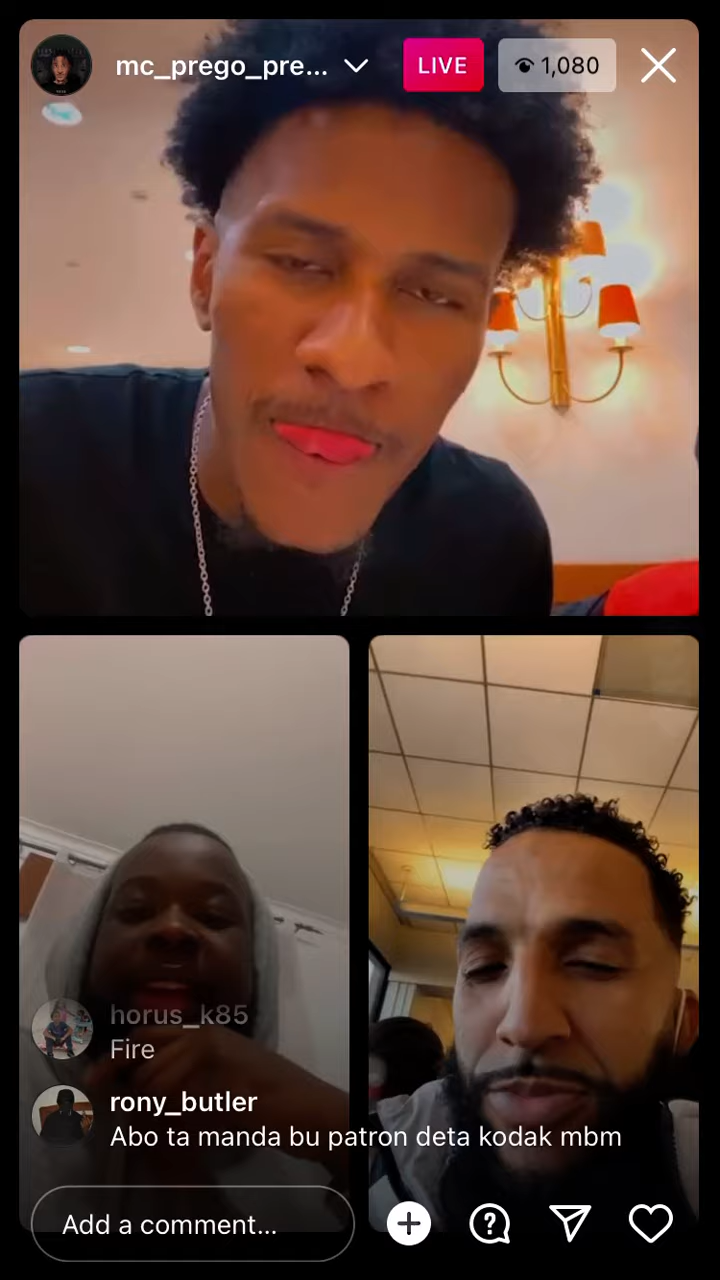 mc_prego_pre...
LIVE
1,080
horus_k85
Fire
rony_butler
Abo ta manda bu patron deta kodak mbm
Add a comment...